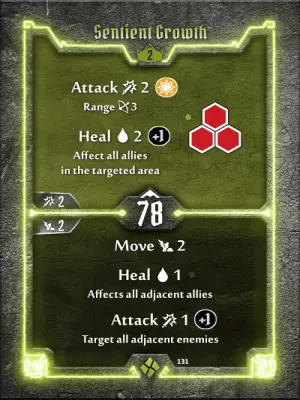 Sentient Growth
2
Attack 2
Range 3
Heal 2 +1
Affect all allies
in the targeted area
2
78
2
Move 2
Heal 1
Affects all adjacent allies
Attack 1 +1
Target all adjacent enemies
131